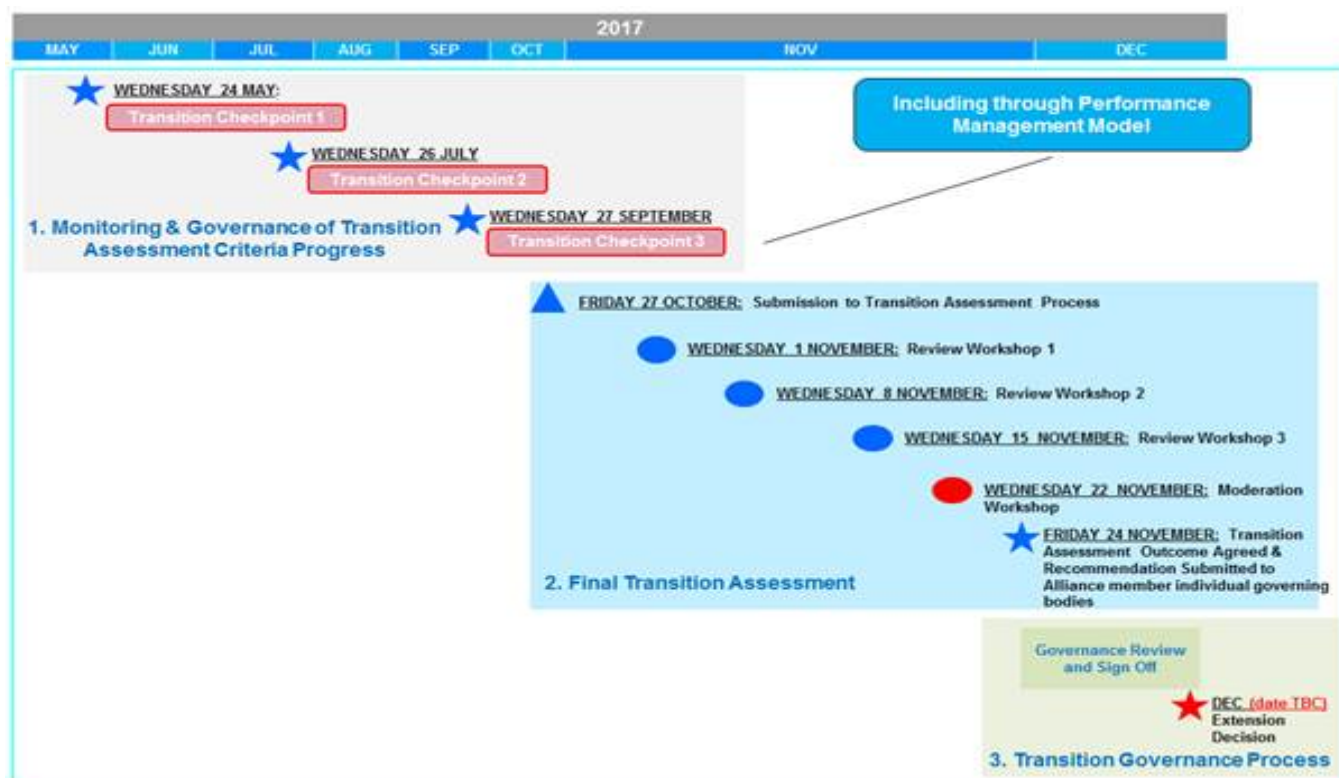 2017
MAY JUN JUL AUG SEP OCT NOV DEC
WEDNESDAY 24 MAY:
Transition Checkpoint 1
Including through Performance
Management Model
WEDNESDAY 26 JULY
Transition Checkpoint 2
WEDNESDAY 27 SEPTEMBER
Transition Checkpoint 3
1. Monitoring & Governance of Transition
Assessment Criteria Progress
FRIDAY 27 OCTOBER: Submission to Transition Assessment Process
WEDNESDAY 1 NOVEMBER: Review Workshop 1
WEDNESDAY 8 NOVEMBER: Review Workshop 2
WEDNESDAY 15 NOVEMBER: Review Workshop 3
WEDNESDAY 22 NOVEMBER: Moderation
Workshop
FRIDAY 24 NOVEMBER: Transition
Assessment Outcome Agreed &
Recommendation Submitted to
Alliance member individual governing
bodies
2. Final Transition Assessment
Governance Review
and Sign Off
DEC (date TBC)
Extension
Decision
3. Transition Governance Process